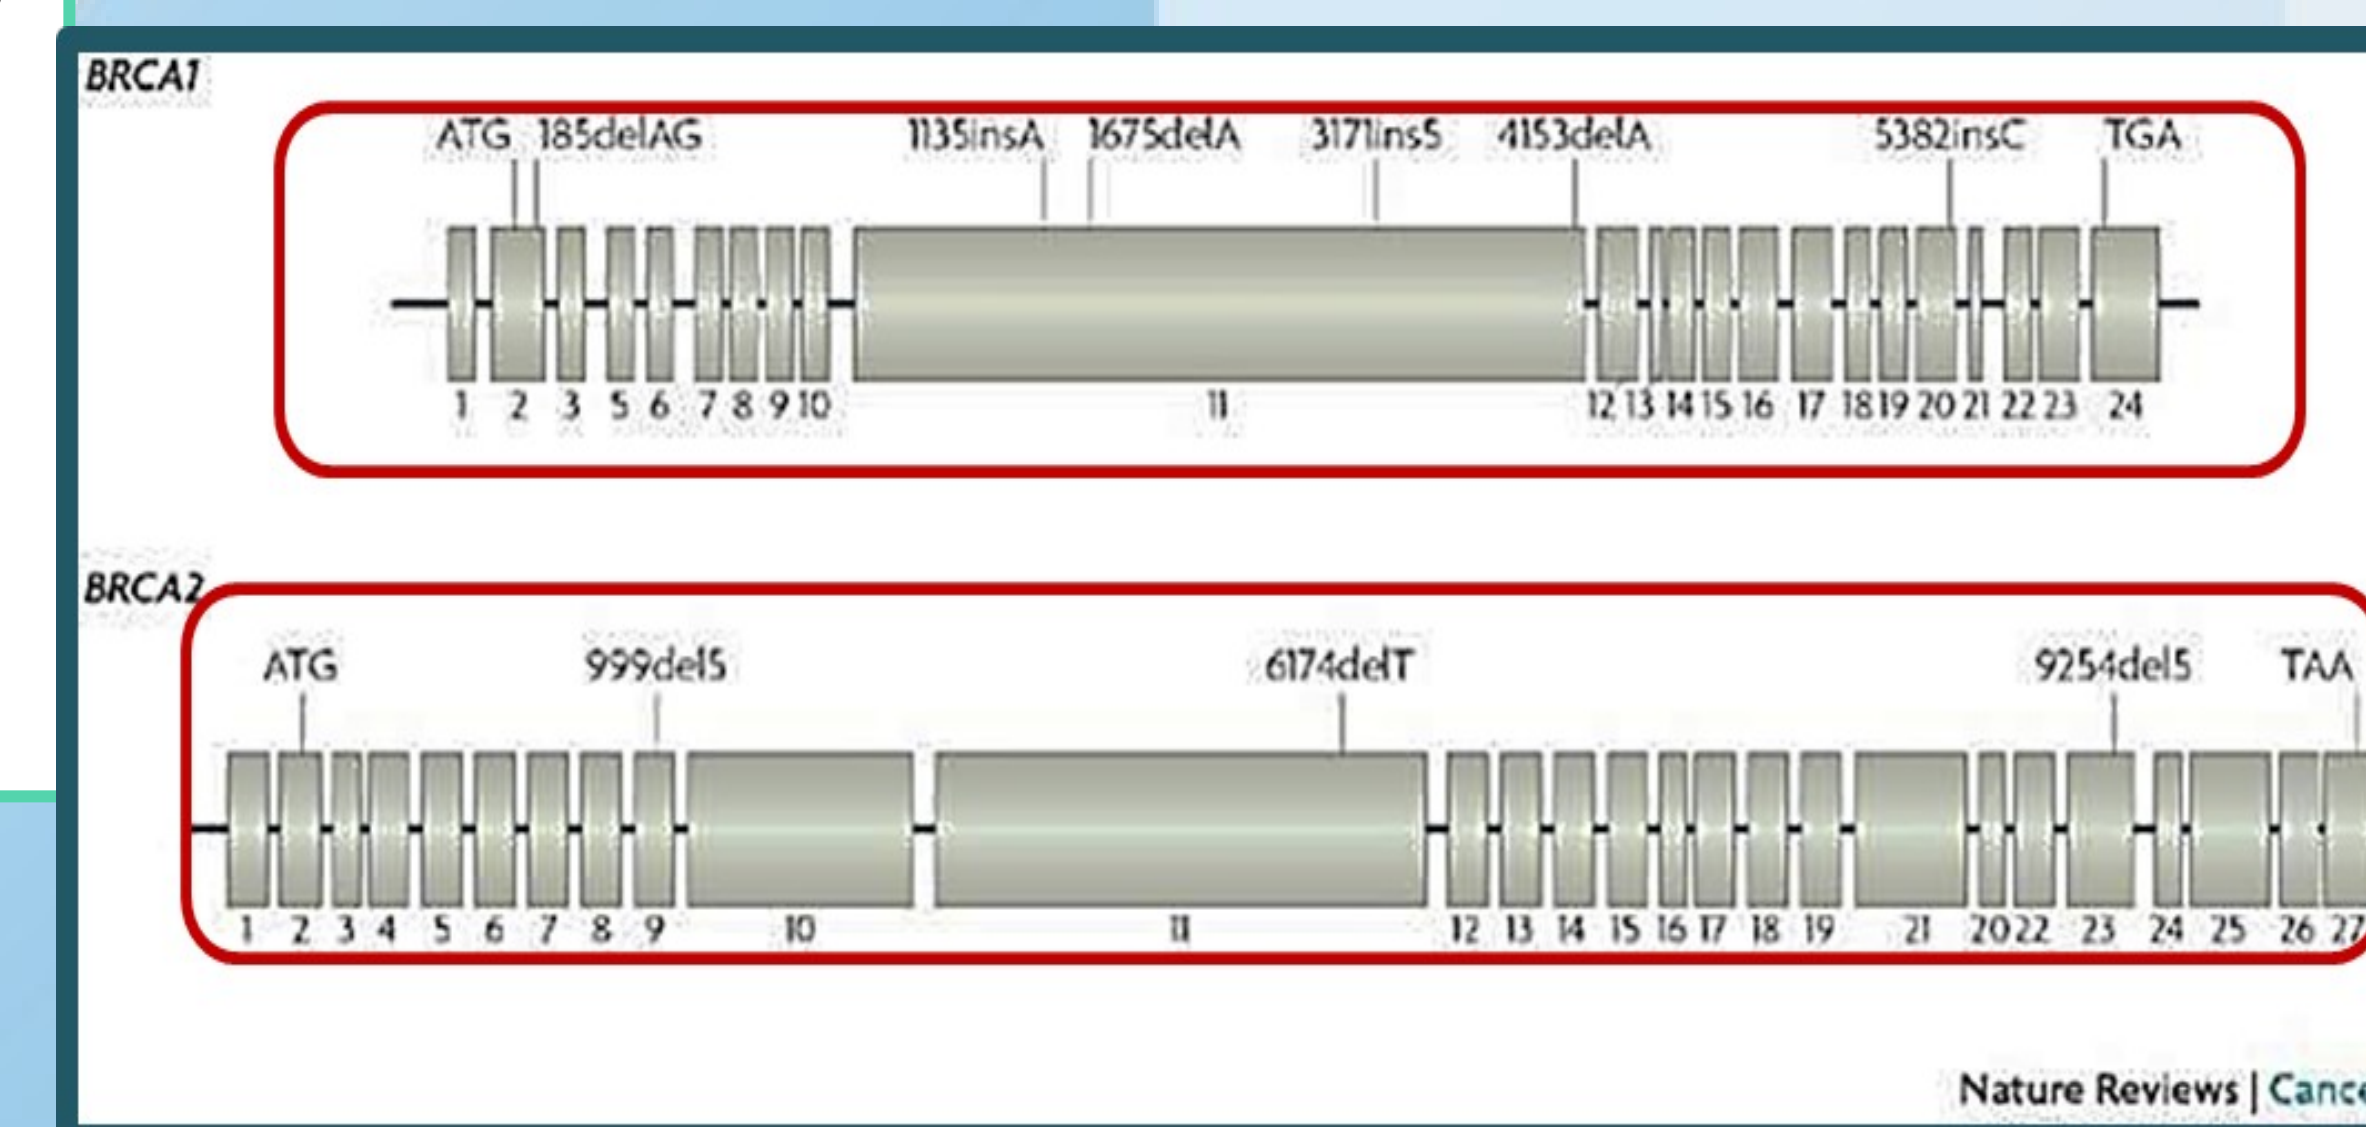 BRCA1
ATG 185delAG 1135insA 1675delA 3171ins5 4153delA 5382insC TGA
1 2 3 5 6 7 8 9 10 11 12 13 14 15 16 17 18 19 20 21 22 23 24
BRCA2
ATG 999del5 6174delT 9254del5 TAA
1 2 3 4 5 6 7 8 9 10 11 12 13 14 15 16 17 18 19 21 20 22 23 24 25 26 27
Nature Reviews | Cance